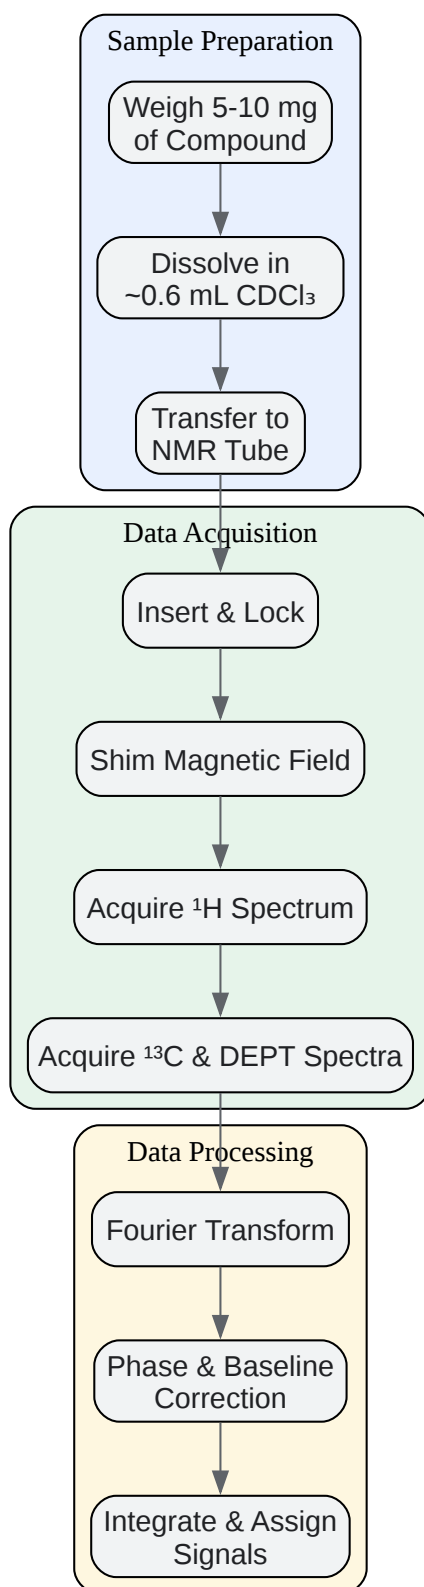 Sample Preparation
Weigh 5-10 mg
of Compound
Dissolve in
~0.6 mL CDCl₃
Transfer to
NMR Tube
Data Acquisition
Insert & Lock
Shim Magnetic Field
Acquire ¹H Spectrum
Acquire ¹³C & DEPT Spectra
Data Processing
Fourier Transform
Phase & Baseline
Correction
Integrate & Assign
Signals